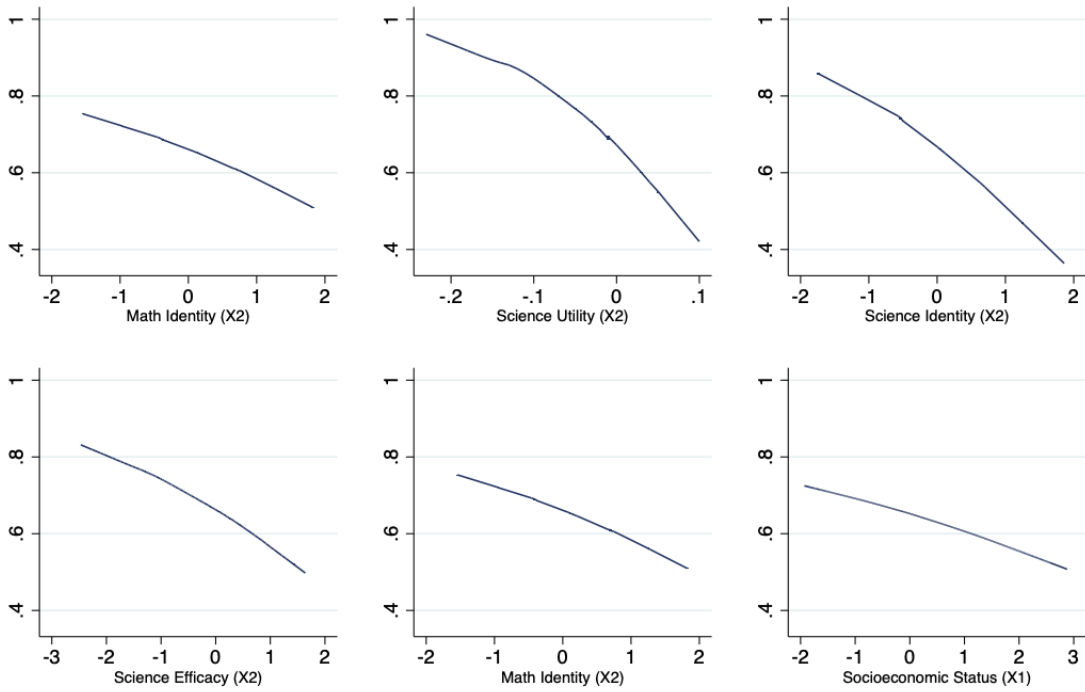 1
.8
.6
.4
-2 -1 0 1 2
Math Identity (X2)
1
.8
.6
.4
-.2 -.1 0 .1
Science Utility (X2)
1
.8
.6
.4
-2 -1 0 1 2
Science Identity (X2)
1
.8
.6
.4
-3 -2 -1 0 1 2
Science Efficacy (X2)
1
.8
.6
.4
-2 -1 0 1 2
Math Identity (X2)
1
.8
.6
.4
-2 -1 0 1 2 3
Socioeconomic Status (X1)